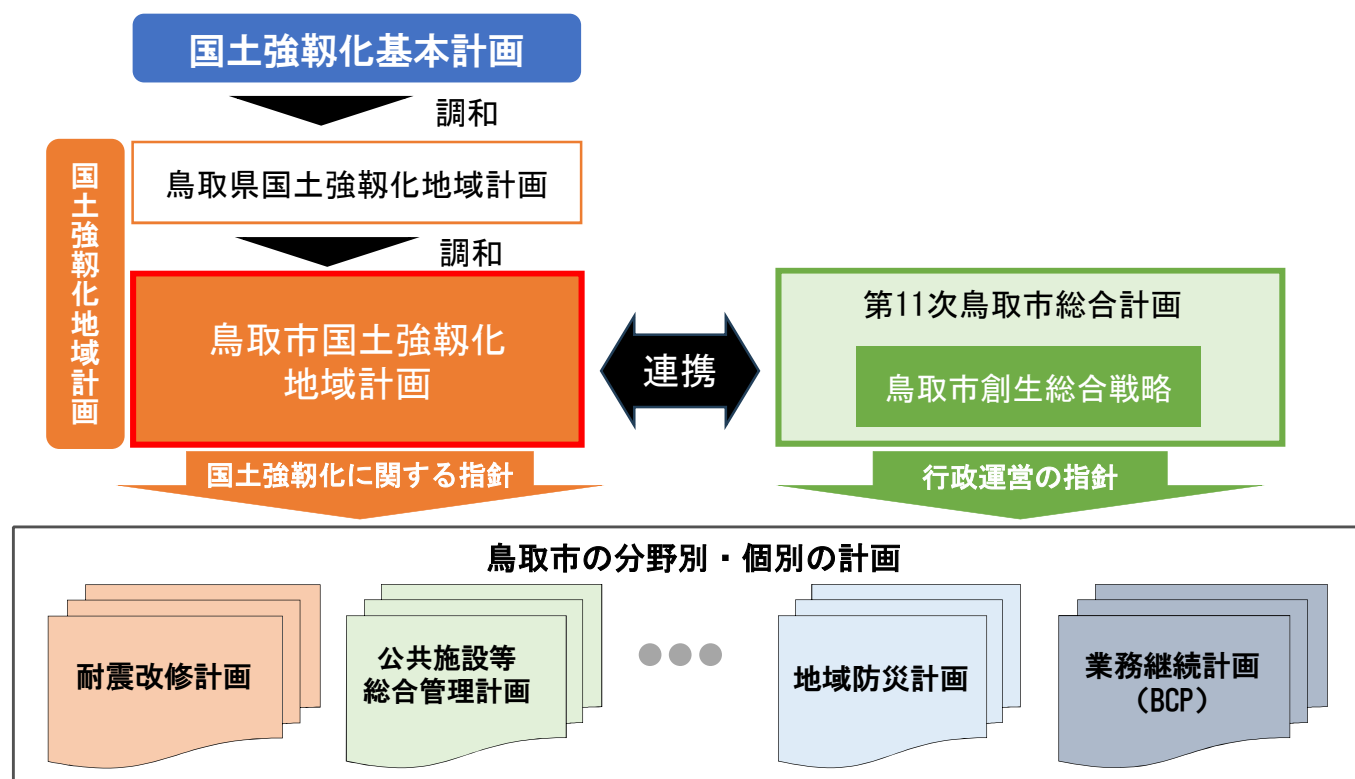 国土強靱化基本計画
調和
国土強靱化地域計画
鳥取県国土強靱化地域計画
調和
鳥取市国土強靱化
地域計画
連携
第11次鳥取市総合計画
鳥取市創生総合戦略
国土強靱化に関する指針
行政運営の指針
鳥取市の分野別・個別の計画
耐震改修計画
公共施設等
総合管理計画
地域防災計画
業務継続計画
（BCP）